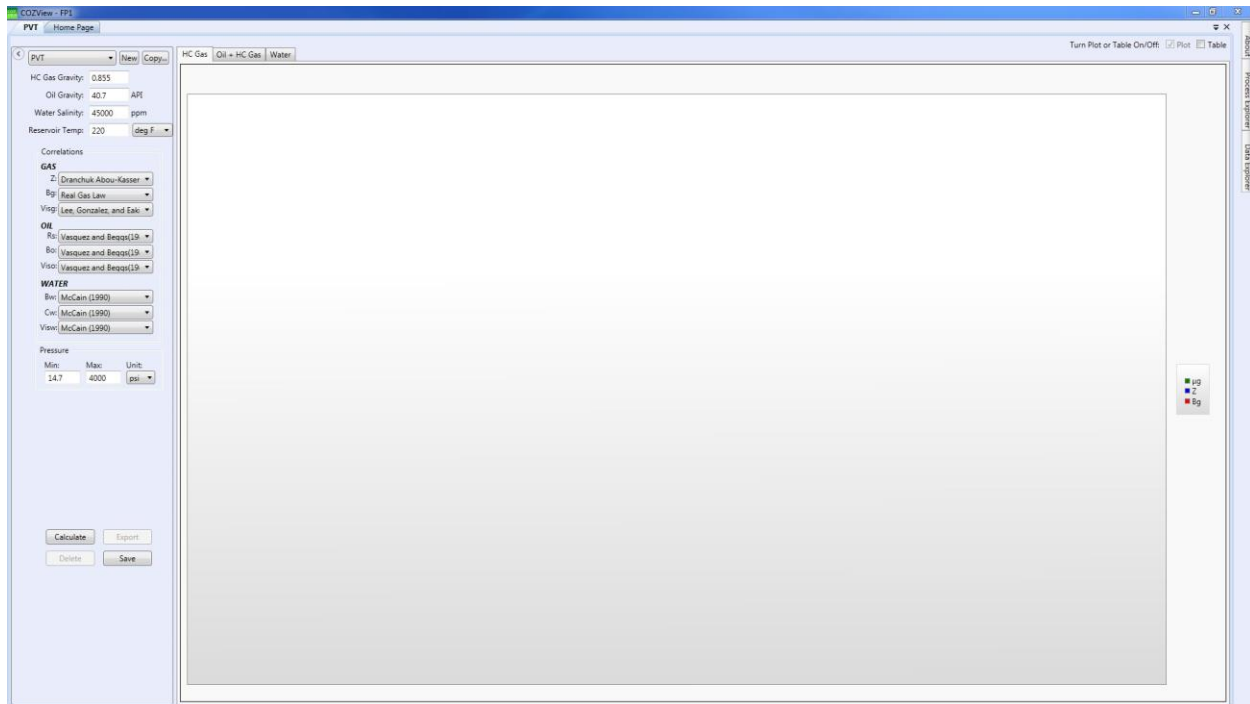 COZView - FP1
PVT Home Page
Turn Plot or Table On/Off: Plot Table
PVT New Copy...
HC Gas Oil + HC Gas Water
HC Gas Gravity: 0.855
Oil Gravity: 40.7 API
Water Salinity: 45000 ppm
Reservoir Temp: 220 deg F
Correlations
GAS
Z: Dranchuk Abou-Kasser
Bg: Real Gas Law
Visg: Lee, Gonzalez, and Eak
OIL
Rs: Vasquez and Beggs(19
Bo: Vasquez and Beggs(19
Viso: Vasquez and Beggs(19
WATER
Bw: McCain (1990)
Cw: McCain (1990)
Visw: McCain (1990)
Pressure
Min: Max: Unit:
14.7 4000 psi
Calculate Export
Delete Save
μg
Z
Bg
About
Process Explorer
Data Explorer